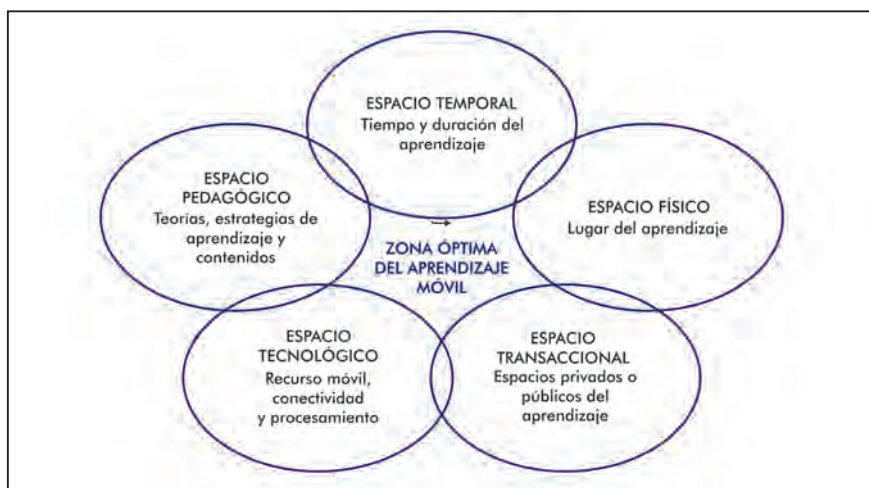 ESPACIO TEMPORAL
Tiempo y duración del
aprendizaje
ESPACIO
PEDAGÓGICO
Teorías, estrategias de
aprendizaje y
contenidos
ESPACIO FÍSICO
Lugar del aprendizaje
ZONA ÓPTIMA
DEL APRENDIZAJE
MÓVIL
ESPACIO
TECNOLÓGICO
Recurso móvil,
conectividad
y procesamiento
ESPACIO
TRANSACCIONAL
Espacios privados o
públicos del
aprendizaje